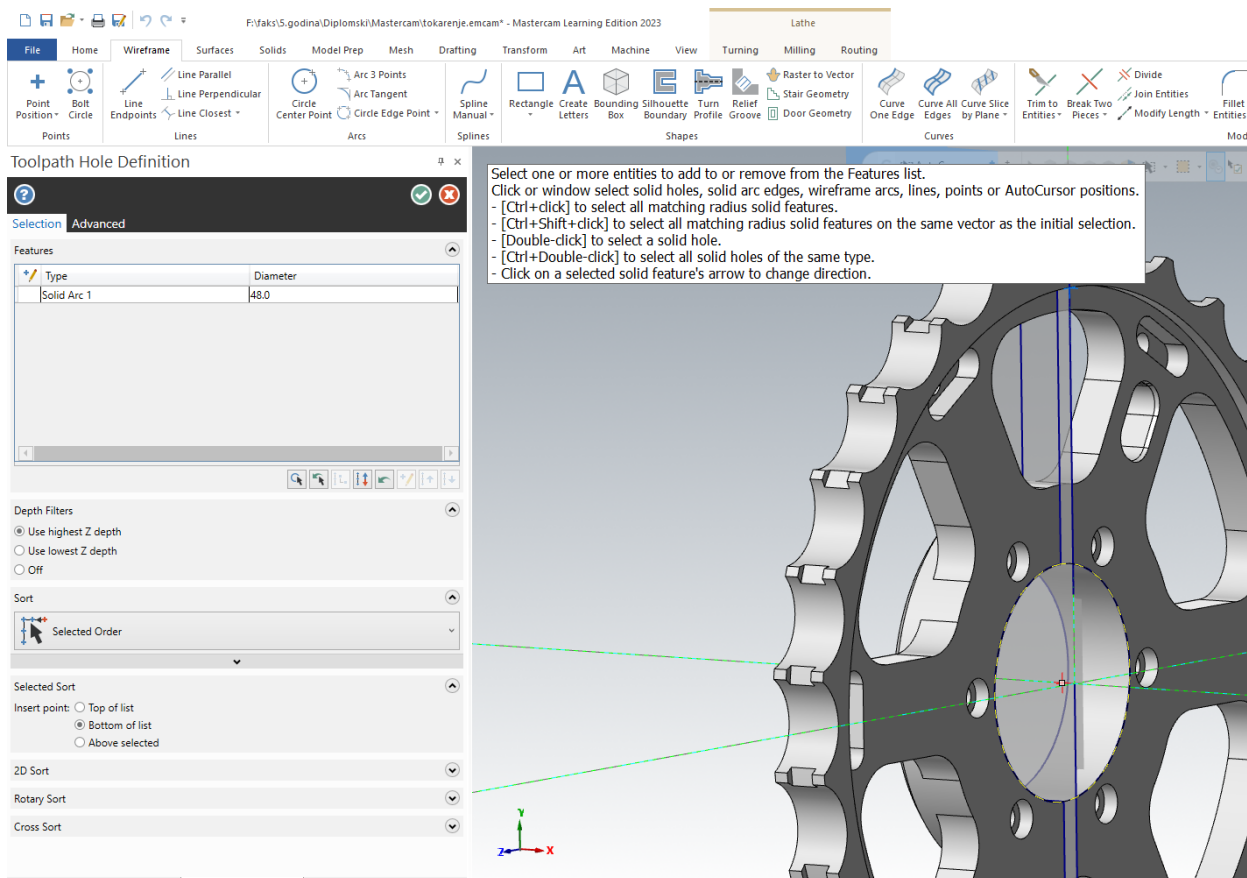 F:\faks\5.godina\Diplomski\Mastercam\tokarenje.emcam* - Mastercam Learning Edition 2023
Lathe
File Home Wireframe Surfaces Solids Model Prep Mesh Drafting Transform Art Machine View Turning Milling Routing
Point Position
Bolt Circle
Points
Line Endpoints
Line Parallel
Line Perpendicular
Line Closest
Lines
Circle Center Point
Arc 3 Points
Arc Tangent
Circle Edge Point
Arcs
Spline Manual
Splines
Rectangle
Create Letters
Bounding Box
Silhouette Boundary
Turn Profile
Relief Groove
Raster to Vector
Stair Geometry
Door Geometry
Shapes
Curve One Edge
Curve All Edges
Curve Slice by Plane
Curves
Trim to Entities
Break Two Pieces
Divide
Join Entities
Modify Length
Fillet Entities
Mod
Toolpath Hole Definition
Selection Advanced
Features
Type Diameter
Solid Arc 1 48.0
Depth Filters
Use highest Z depth
Use lowest Z depth
Off
Sort
Selected Order
Selected Sort
Insert point: Top of list
Bottom of list
Above selected
2D Sort
Rotary Sort
Cross Sort
Select one or more entities to add to or remove from the Features list.
Click or window select solid holes, solid arc edges, wireframe arcs, lines, points or AutoCursor positions.
- [Ctrl+click] to select all matching radius solid features.
- [Ctrl+Shift+click] to select all matching radius solid features on the same vector as the initial selection.
- [Double-click] to select a solid hole.
- [Ctrl+Double-click] to select all solid holes of the same type.
- Click on a selected solid feature's arrow to change direction.
Y
Z
X